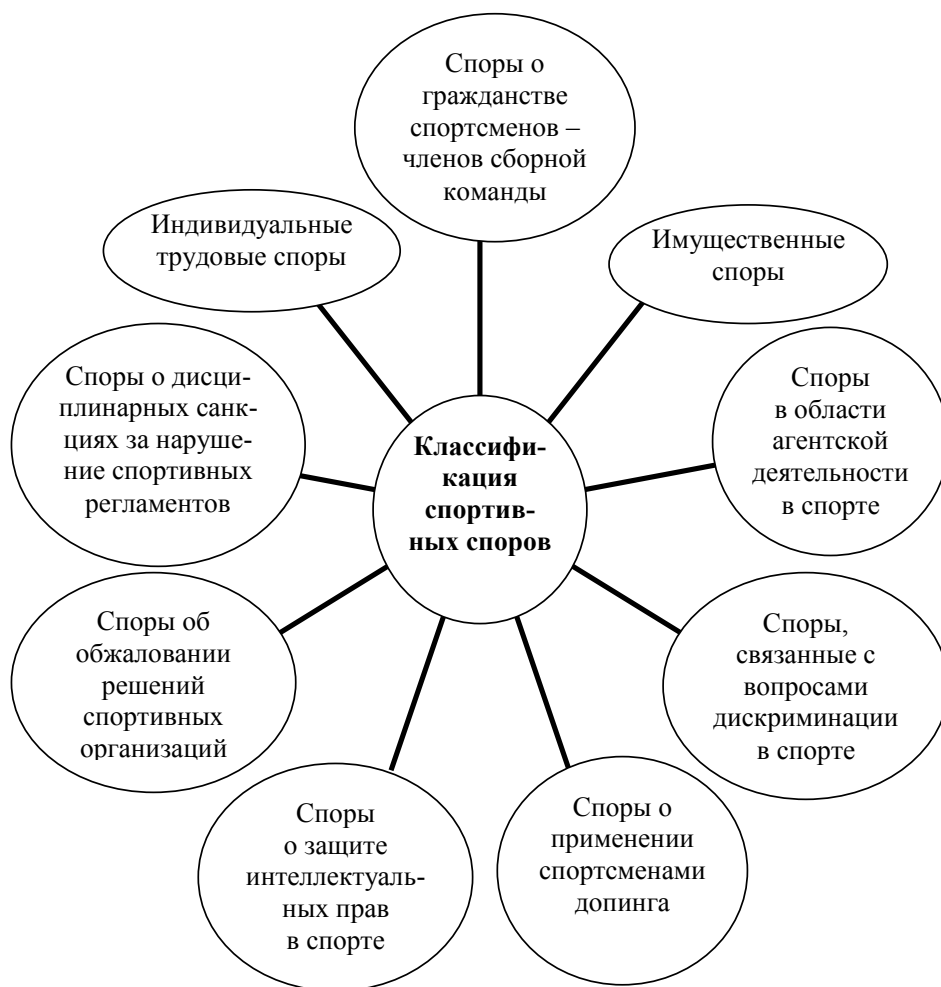 Споры о
гражданстве
спортсменов –
членов сборной
команды
Индивидуальные
трудовые споры
Имущественные
споры
Споры о дисци-
плинарных санк-
циях за наруше-
ние спортивных
регламентов
Споры
в области
агентской
деятельности
в спорте
Классифи-
кация
спортив-
ных споров
Споры об
обжаловании
решений
спортивных
организаций
Споры,
связанные с
вопросами
дискриминации
в спорте
Споры
о защите
интеллектуаль-
ных прав
в спорте
Споры о
применении
спортсменами
допинга